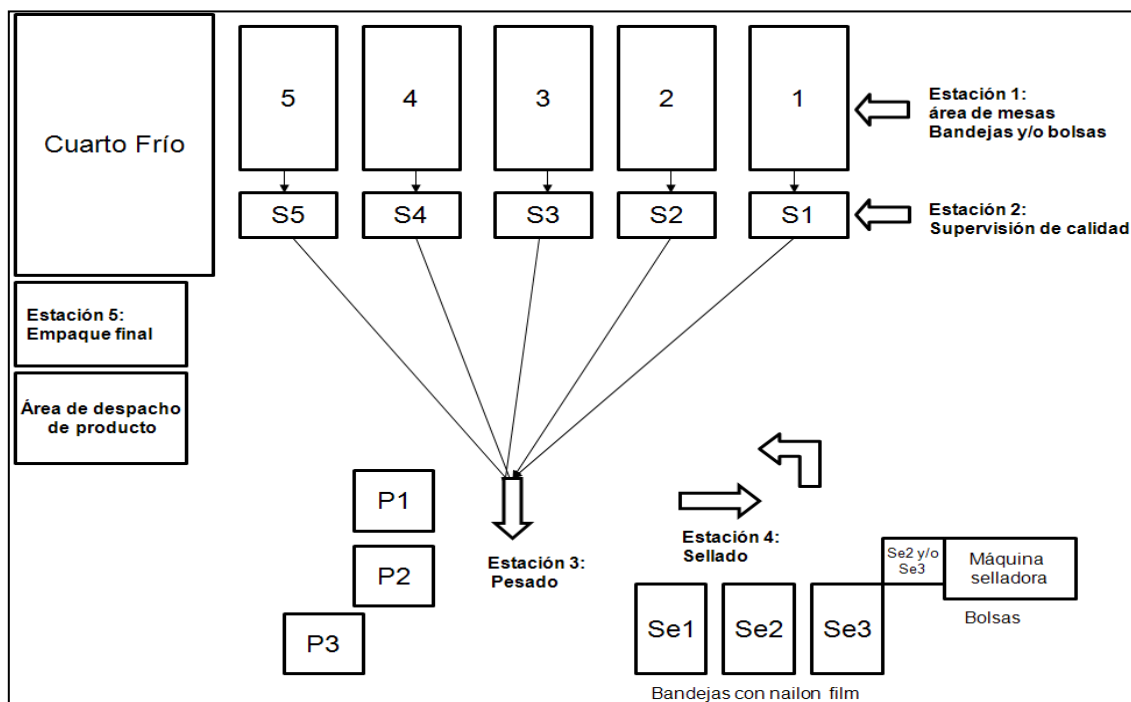 Cuarto Frío
5
4
3
2
1
Estación 1:
área de mesas
Bandejas y/o bolsas
S5
S4
S3
S2
S1
Estación 2:
Supervisión de calidad
Estación 5:
Empaque final
Área de despacho
de producto
P1
P2
P3
Estación 3:
Pesado
Estación 4:
Sellado
Se1
Se2
Se3
Se2 y/o
Se3
Máquina
selladora
Bolsas
Bandejas con nailon film